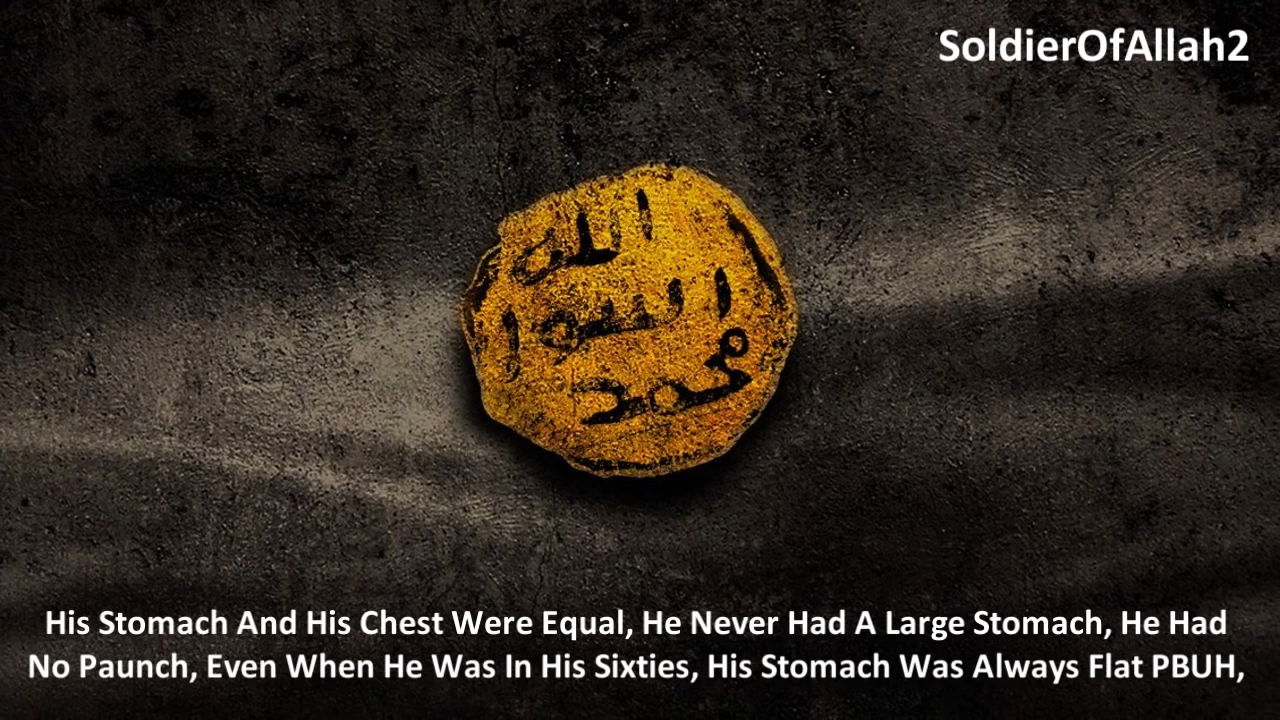 SoldierOfAllah2
الله
رسول
محمد
His Stomach And His Chest Were Equal, He Never Had A Large Stomach, He Had
No Paunch, Even When He Was In His Sixties, His Stomach Was Always Flat PBUH,